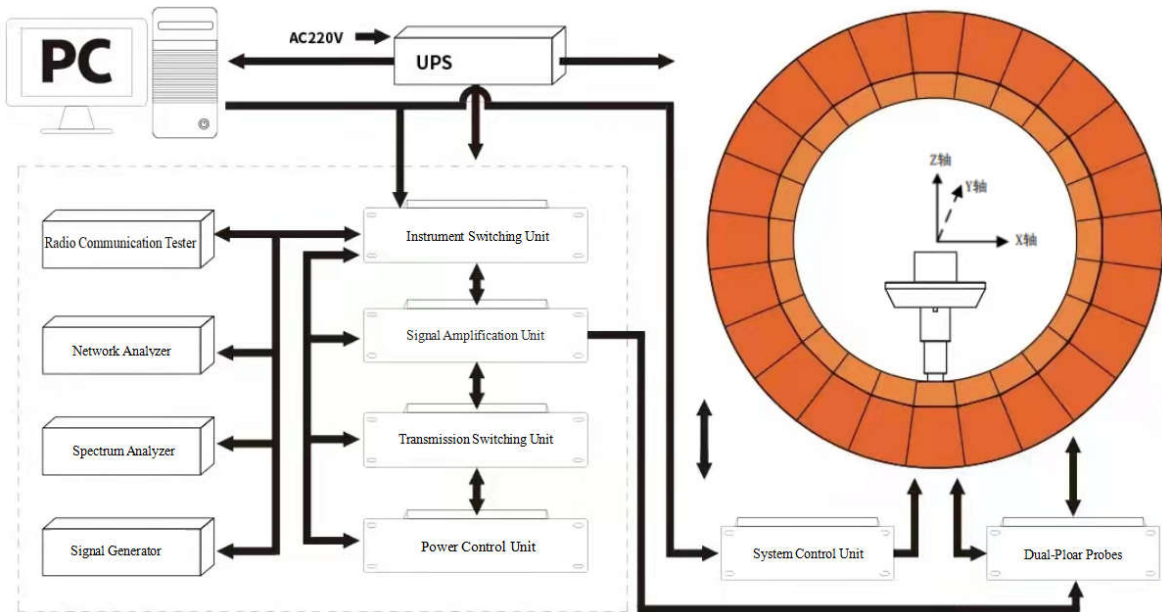 PC
AC220V
UPS
Z轴
Y轴
X轴
Radio Communication Tester
Instrument Switching Unit
Network Analyzer
Signal Amplification Unit
Spectrum Analyzer
Transmission Switching Unit
Signal Generator
Power Control Unit
System Control Unit
Dual-Ploar Probes